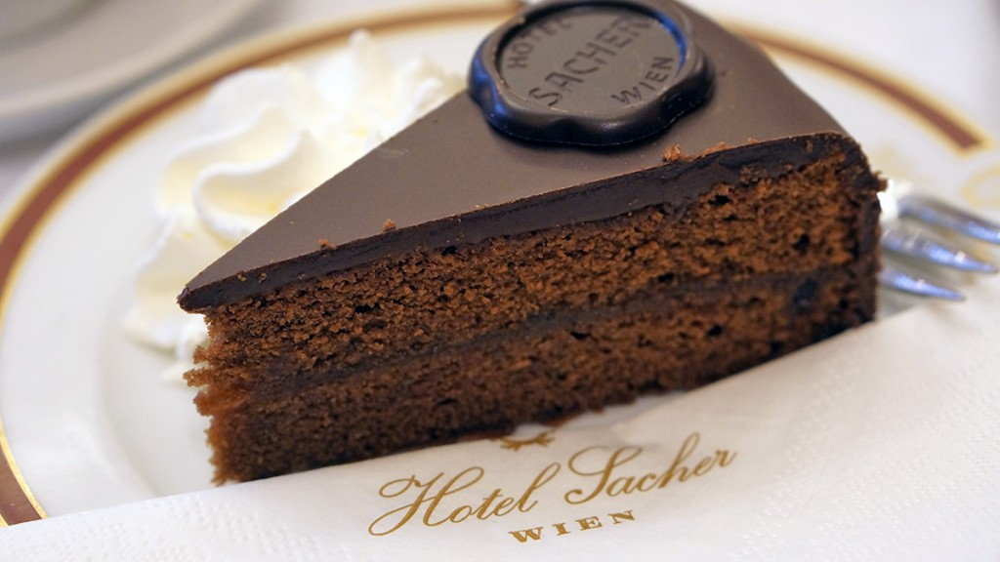 HOTEL
SACHER
WIEN
Hotel Sacher
WIEN